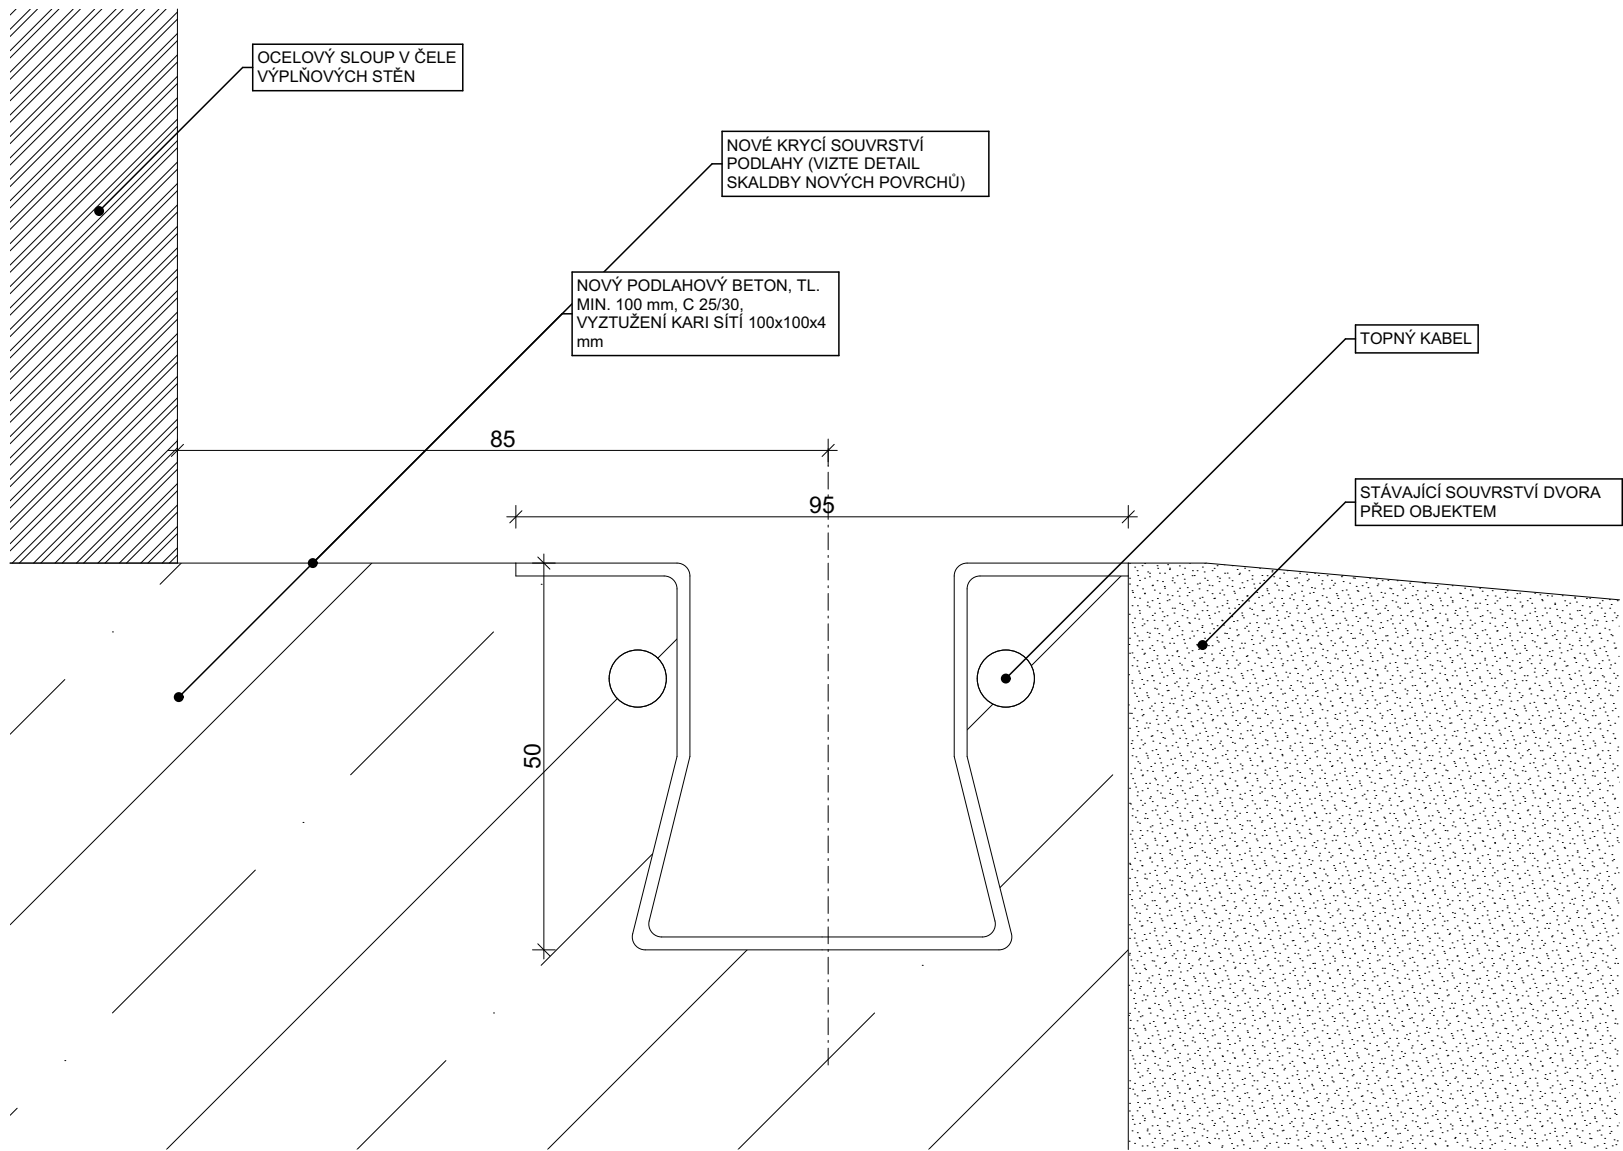 OCELOVÝ SLOUP V ČELE
VÝPLŇOVÝCH STĚN
NOVÉ KRYCÍ SOUVRSTVÍ
PODLAHY (VIZTE DETAIL
SKALDBY NOVÝCH POVRCHŮ)
NOVÝ PODLAHOVÝ BETON, TL.
MIN. 100 mm, C 25/30,
VYZTUŽENÍ KARI SÍTÍ 100x100x4
mm
TOPNÝ KABEL
85
95
STÁVAJÍCÍ SOUVRSTVÍ DVORA
PŘED OBJEKTEM
50